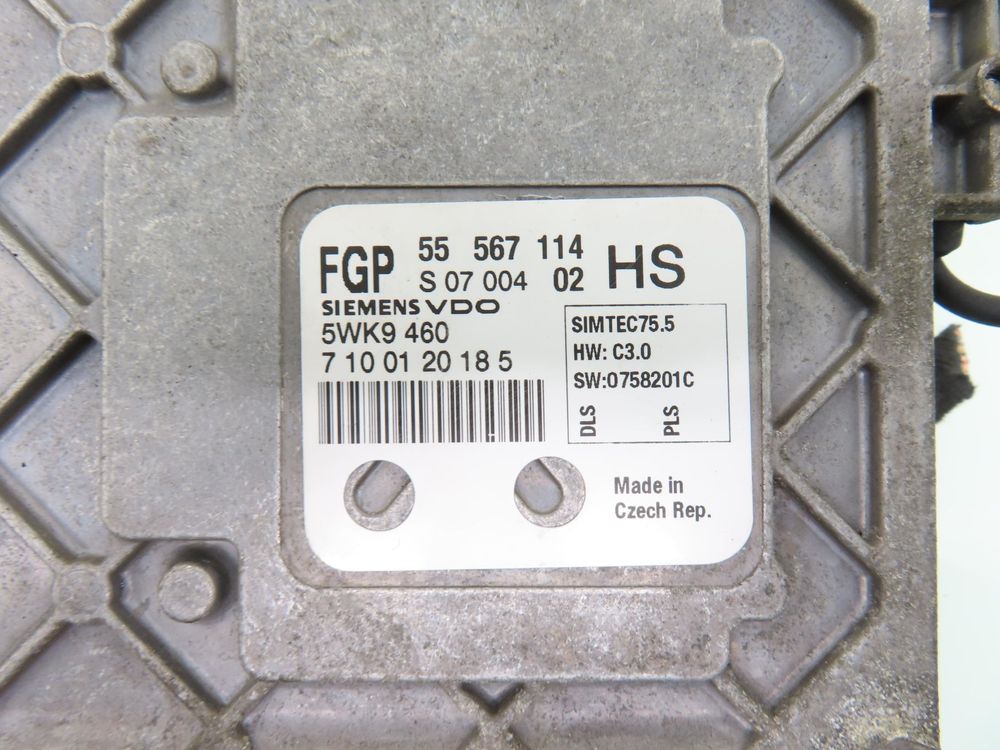 FGP 55 567 114 HS
S 07 004 02
SIEMENS VDO
5WK9 460
7 10 01 20 18 5
SIMTEC75.5
HW: C3.0
SW:0758201C
DLS PLS
Made in
Czech Rep.